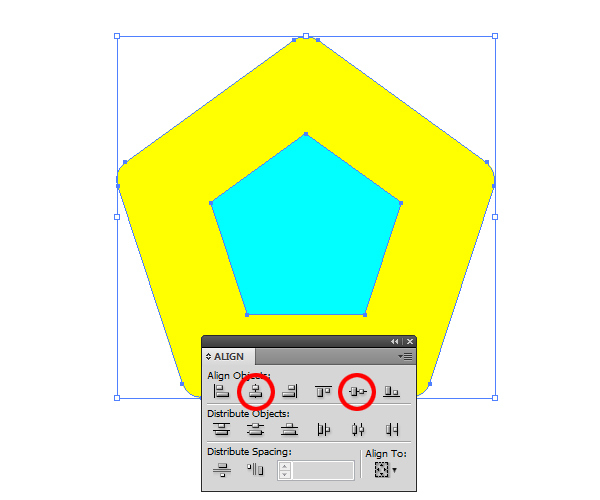 ALIGN
Align Objects:
Distribute Objects:
Distribute Spacing:
Align To: